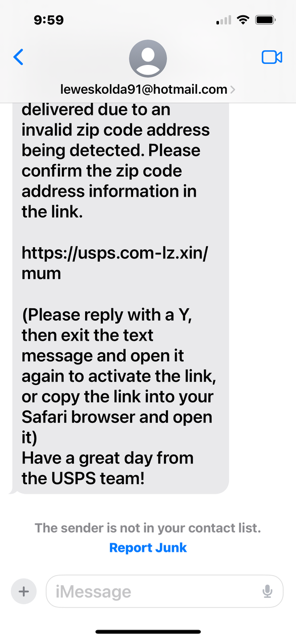 9:59
leweskolda91@hotmail.com
delivered due to an
invalid zip code address
being detected. Please
confirm the zip code
address information in
the link.
https://usps.com-lz.xin/
mum
(Please reply with a Y,
then exit the text
message and open it
again to activate the link,
or copy the link into your
Safari browser and open
it)
Have a great day from
the USPS team!
The sender is not in your contact list.
Report Junk
iMessage